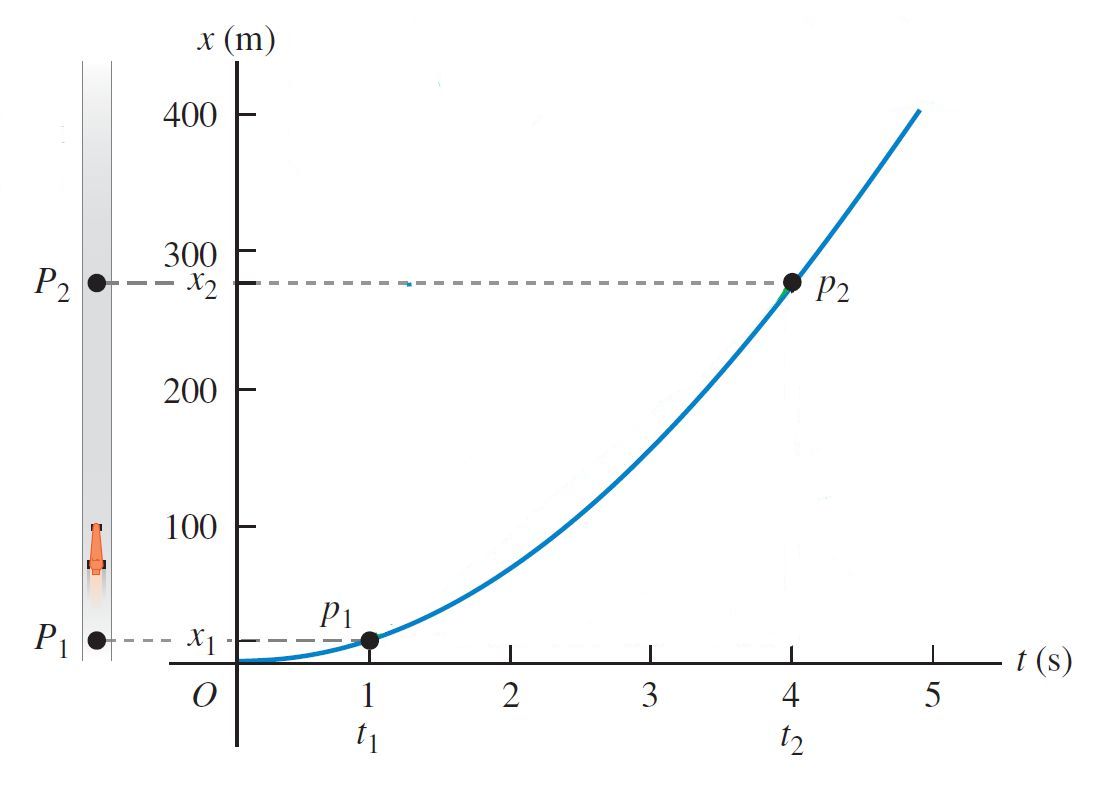 x (m)
400
300
P₂ x₂ p₂
200
100
p₁
P₁ x₁
t (s)
O 1 2 3 4 5
t₁ t₂